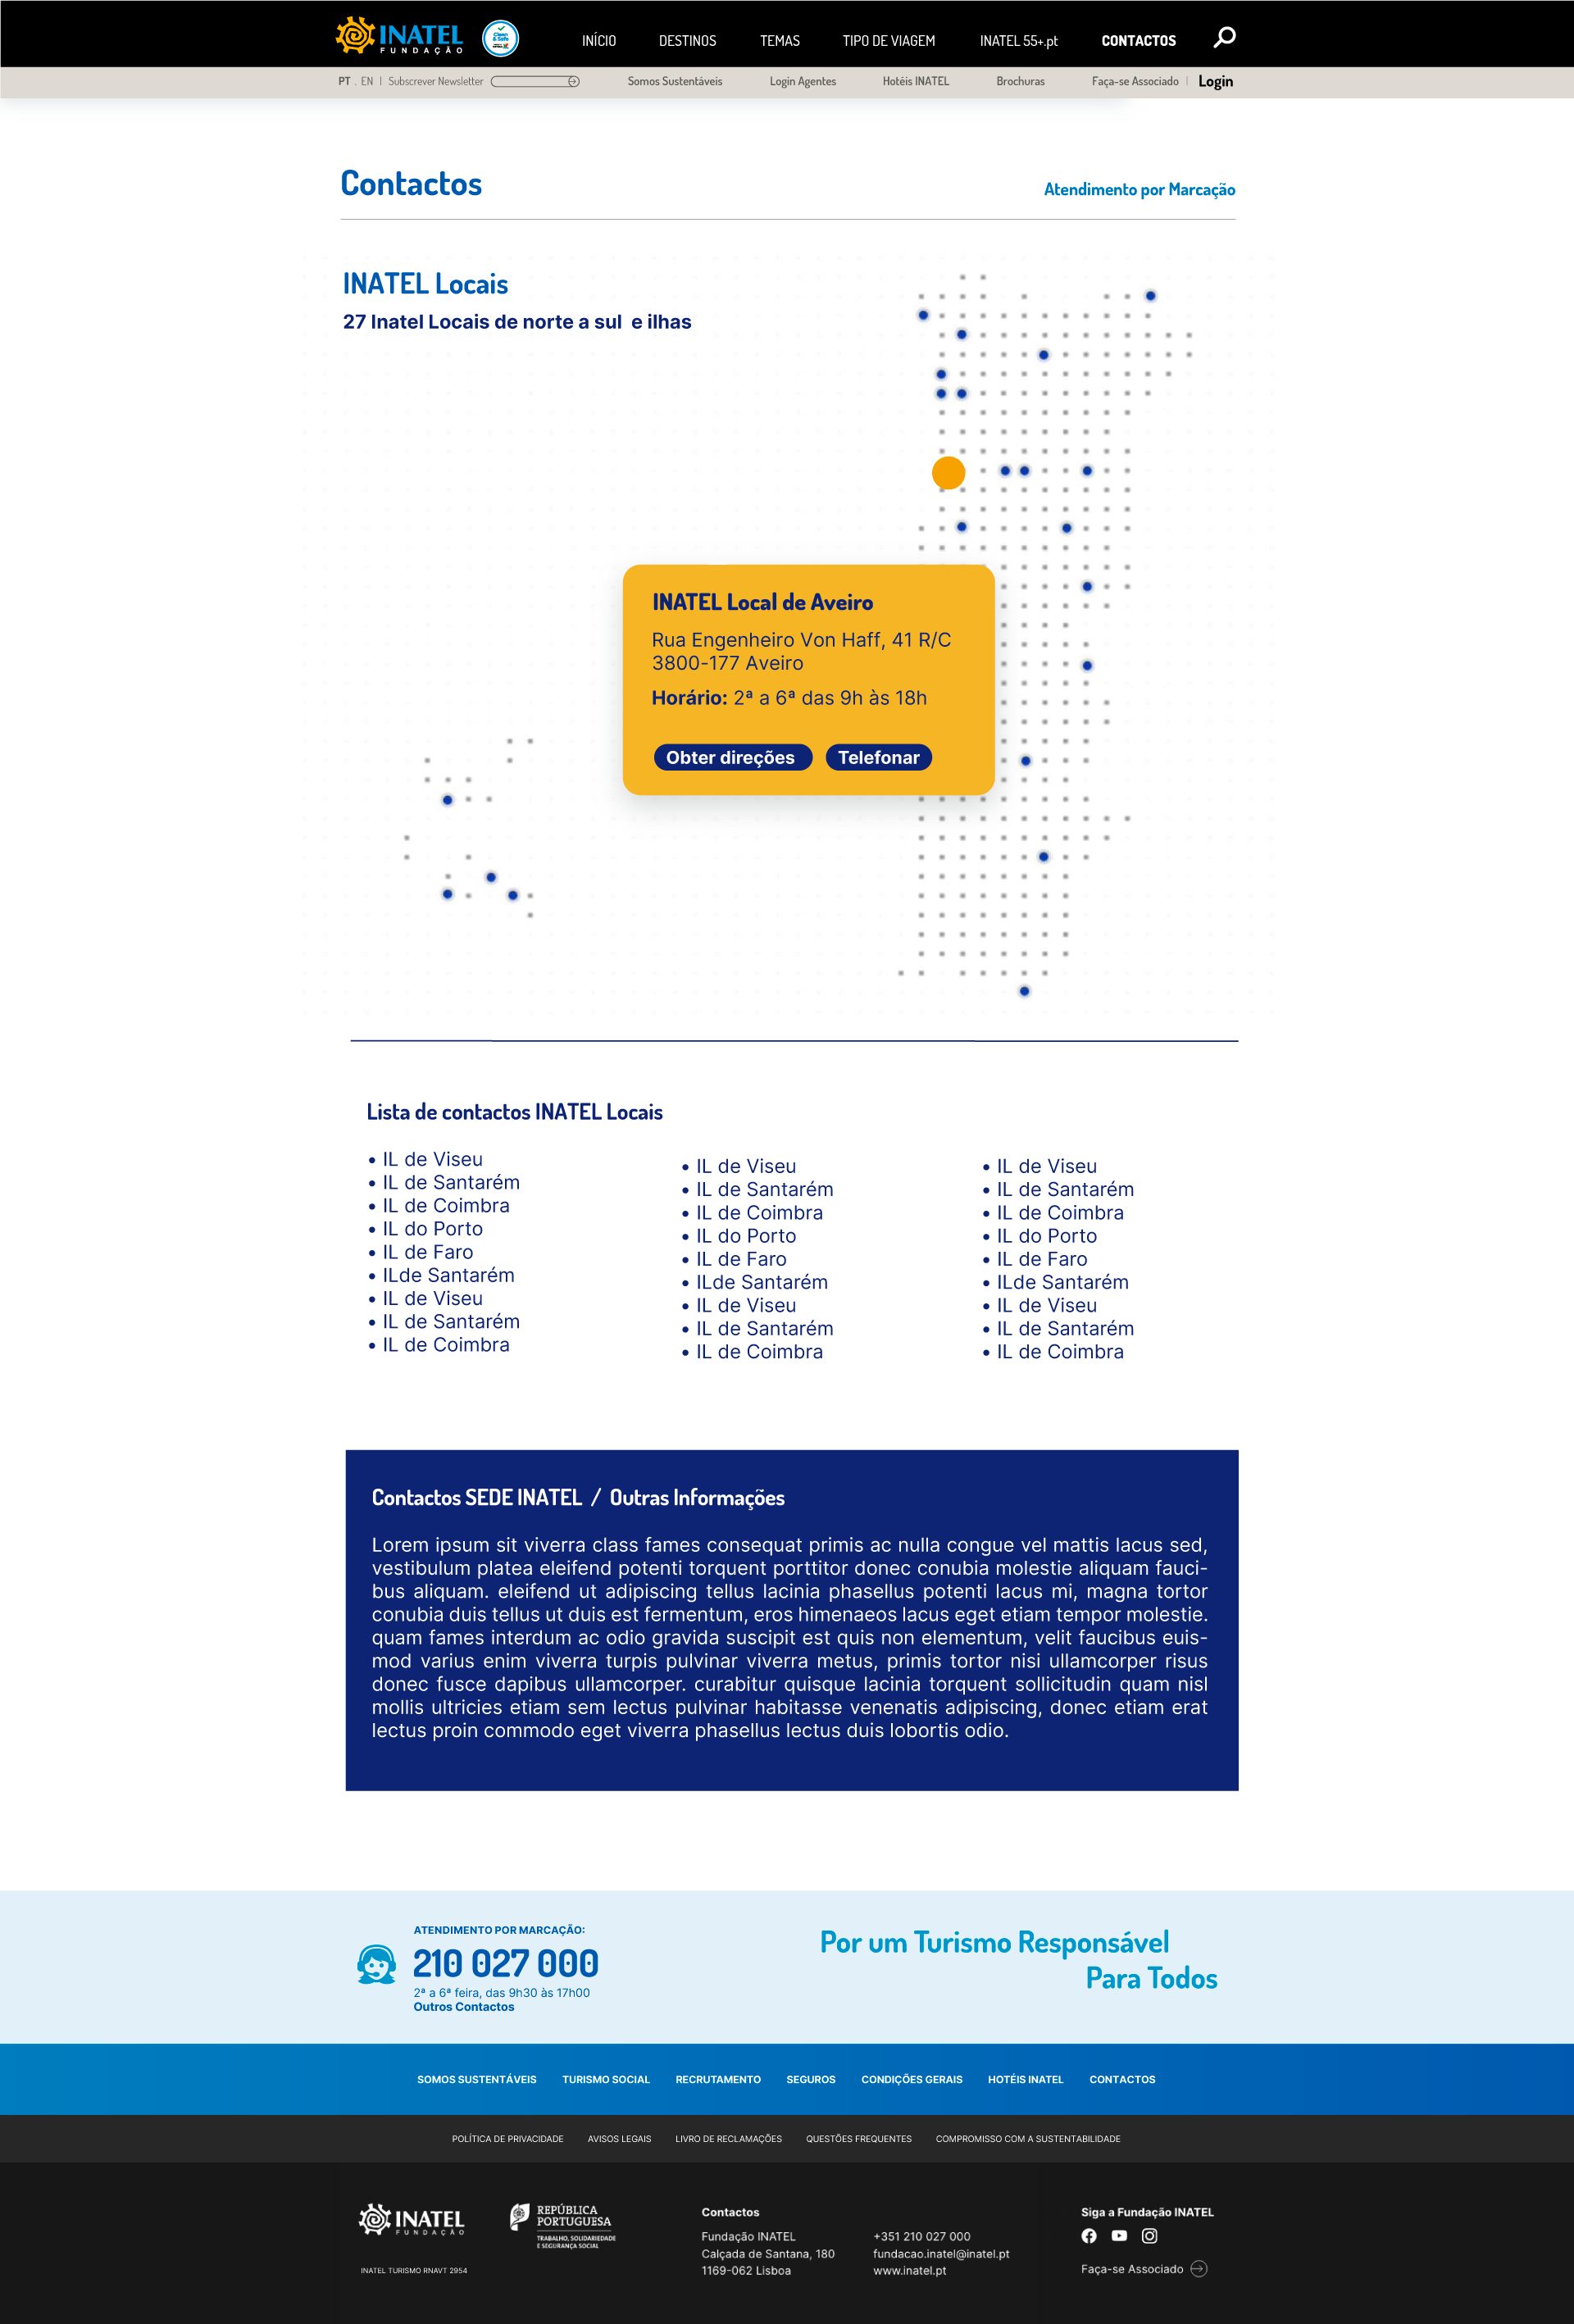 INATEL
FUNDAÇÃO
Clean
& Safe
INÍCIO
DESTINOS
TEMAS
TIPO DE VIAGEM
INATEL 55+.pt
CONTACTOS
PT . EN | Subscrever Newsletter
Somos Sustentáveis
Login Agentes
Hotéis INATEL
Brochuras
Faça-se Associado | Login
Contactos
Atendimento por Marcação
INATEL Locais
27 Inatel Locais de norte a sul e ilhas
INATEL Local de Aveiro
Rua Engenheiro Von Haff, 41 R/C
3800-177 Aveiro
Horário: 2ª a 6ª das 9h às 18h
Obter direções
Telefonar
Lista de contactos INATEL Locais
• IL de Viseu
• IL de Santarém
• IL de Coimbra
• IL do Porto
• IL de Faro
• ILde Santarém
• IL de Viseu
• IL de Santarém
• IL de Coimbra
• IL de Viseu
• IL de Santarém
• IL de Coimbra
• IL do Porto
• IL de Faro
• ILde Santarém
• IL de Viseu
• IL de Santarém
• IL de Coimbra
• IL de Viseu
• IL de Santarém
• IL de Coimbra
• IL do Porto
• IL de Faro
• ILde Santarém
• IL de Viseu
• IL de Santarém
• IL de Coimbra
Contactos SEDE INATEL / Outras Informações
Lorem ipsum sit viverra class fames consequat primis ac nulla congue vel mattis lacus sed,
vestibulum platea eleifend potenti torquent porttitor donec conubia molestie aliquam fauci-
bus aliquam. eleifend ut adipiscing tellus lacinia phasellus potenti lacus mi, magna tortor
conubia duis tellus ut duis est fermentum, eros himenaeos lacus eget etiam tempor molestie.
quam fames interdum ac odio gravida suscipit est quis non elementum, velit faucibus euis-
mod varius enim viverra turpis pulvinar viverra metus, primis tortor nisi ullamcorper risus
donec fusce dapibus ullamcorper. curabitur quisque lacinia torquent sollicitudin quam nisl
mollis ultricies etiam sem lectus pulvinar habitasse venenatis adipiscing, donec etiam erat
lectus proin commodo eget viverra phasellus lectus duis lobortis odio.
ATENDIMENTO POR MARCAÇÃO:
210 027 000
2ª a 6ª feira, das 9h30 às 17h00
Outros Contactos
Por um Turismo Responsável
Para Todos
SOMOS SUSTENTÁVEIS
TURISMO SOCIAL
RECRUTAMENTO
SEGUROS
CONDIÇÕES GERAIS
HOTÉIS INATEL
CONTACTOS
POLÍTICA DE PRIVACIDADE
AVISOS LEGAIS
LIVRO DE RECLAMAÇÕES
QUESTÕES FREQUENTES
COMPROMISSO COM A SUSTENTABILIDADE
INATEL
FUNDAÇÃO
INATEL TURISMO RNAVT 2954
REPÚBLICA
PORTUGUESA
TRABALHO, SOLIDARIEDADE
E SEGURANÇA SOCIAL
Contactos
Fundação INATEL
Calçada de Santana, 180
1169-062 Lisboa
+351 210 027 000
fundacao.inatel@inatel.pt
www.inatel.pt
Siga a Fundação INATEL
Faça-se Associado